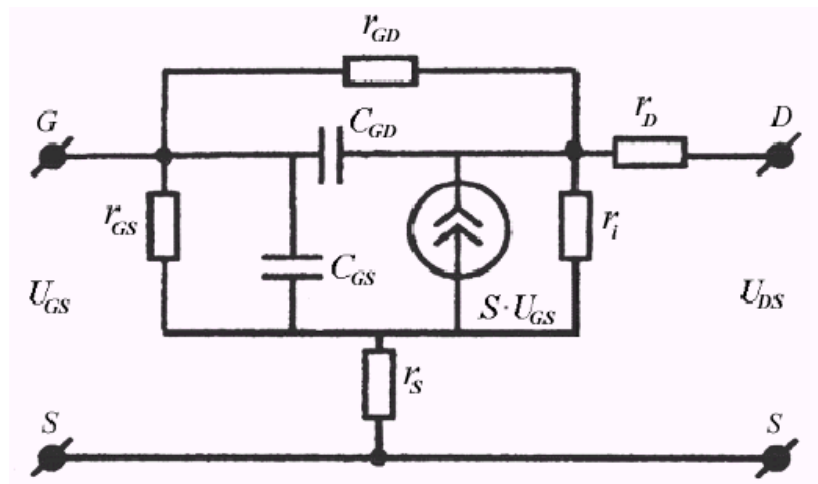 r_GD
G
C_GD
r_D
D
r_GS
r_i
C_GS
U_GS
S·U_GS
U_DS
r_S
S
S